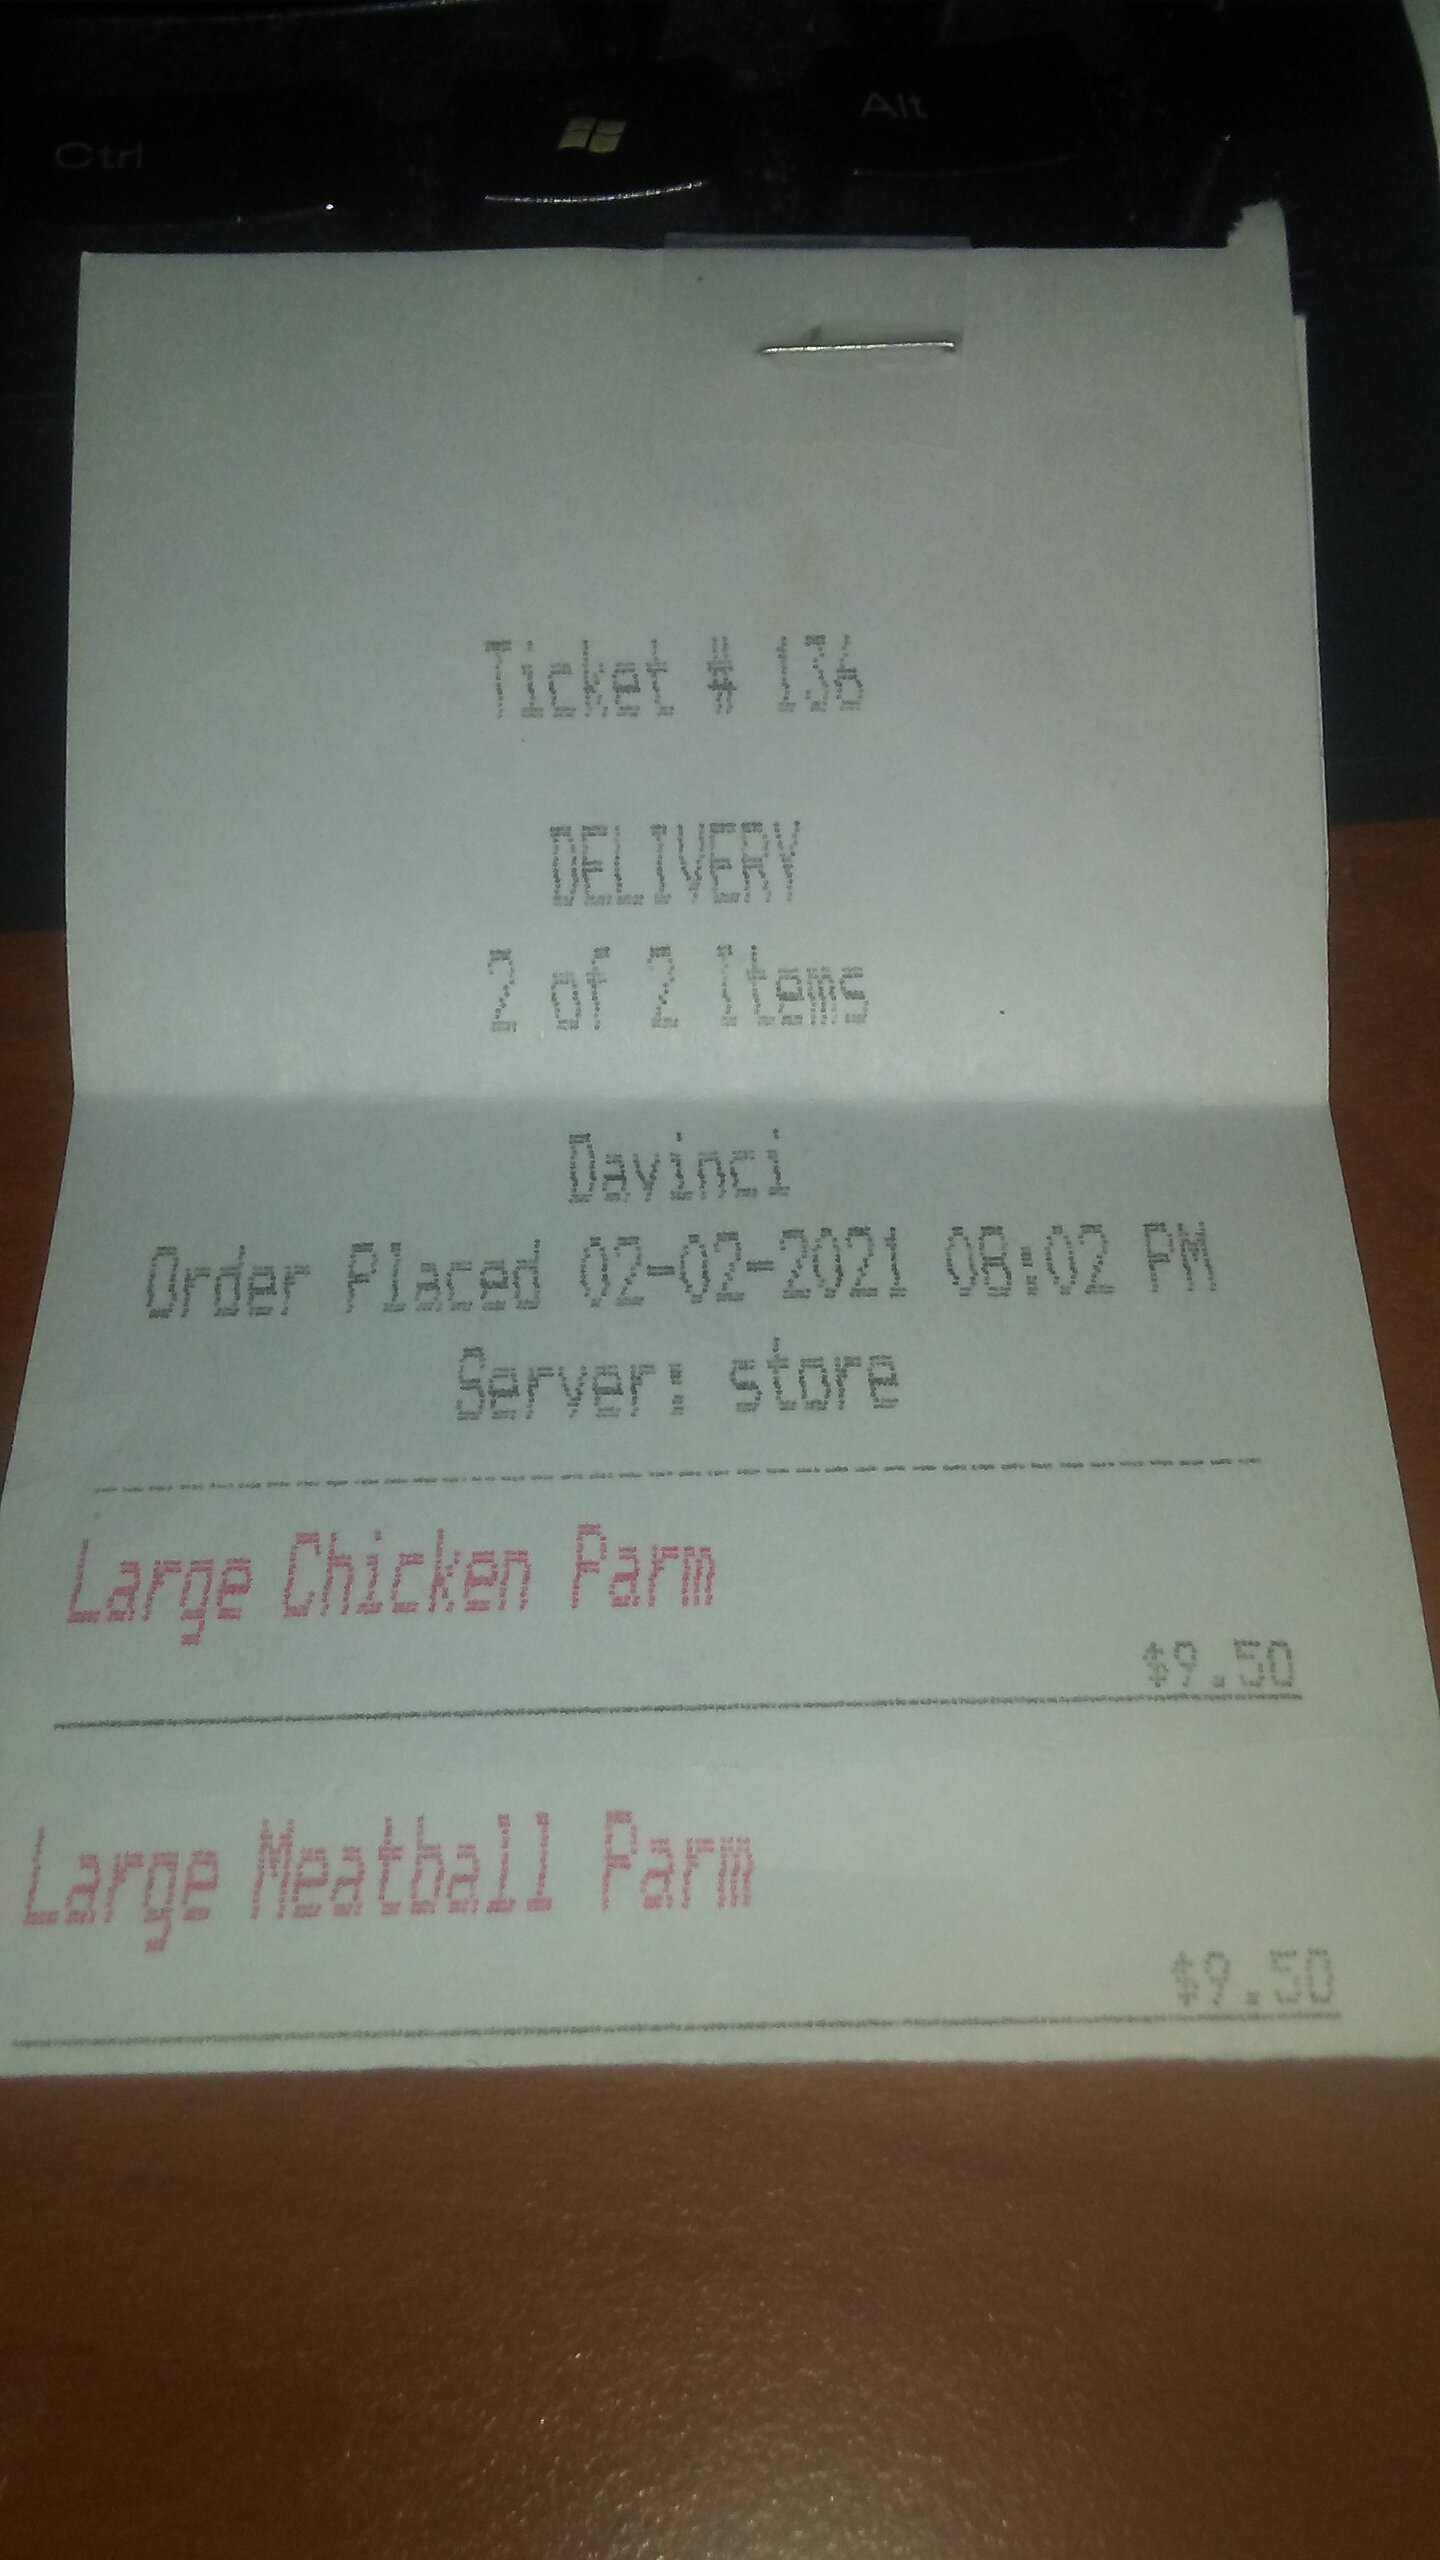 Ctrl
Alt
Ticket # 136
DELIVERY
2 of 2 Items
Davinci
Order Placed 02-02-2021 08:02 PM
Server: store
Large Chicken Parm
$9.50
Large Meatball Parm
$9.50